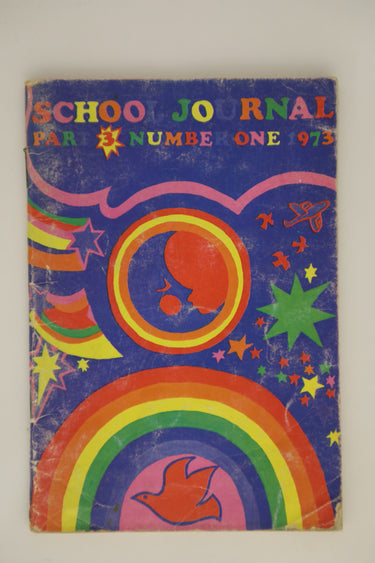 SCHOOL JOURNAL
PART 3 NUMBER ONE 1973